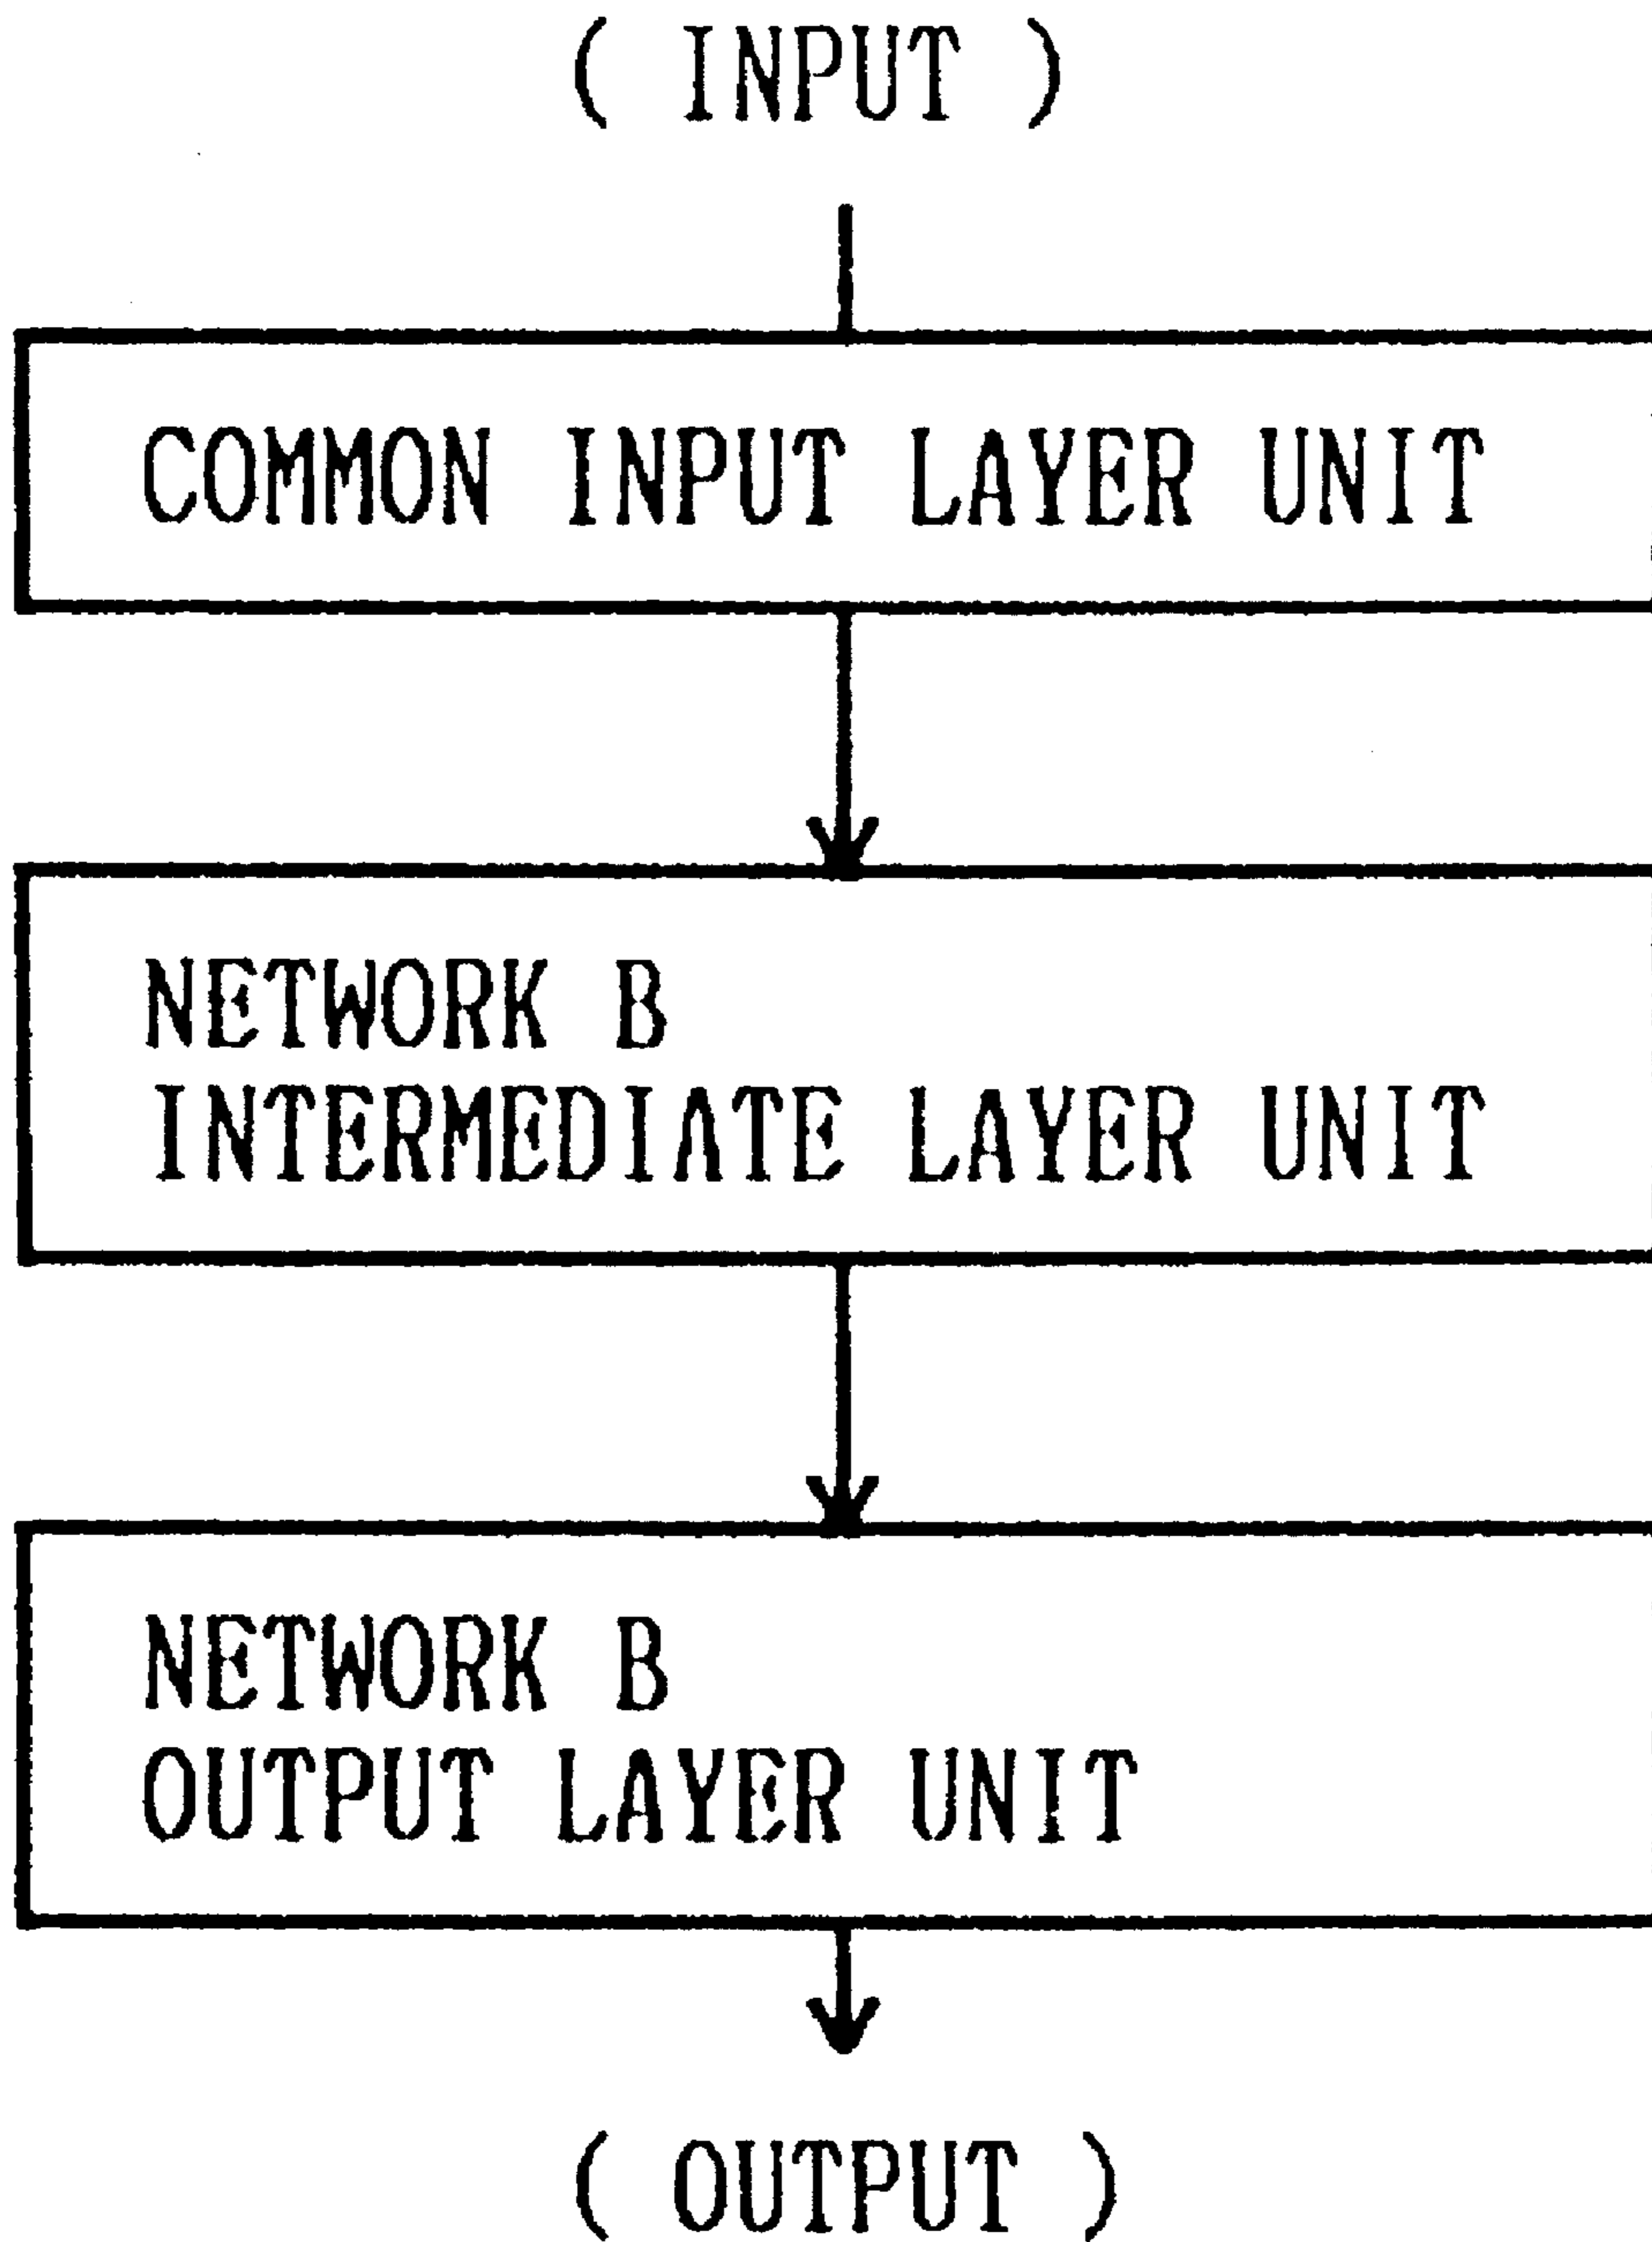 ( INPUT )
COMMON INPUT LAYER UNIT
NETWORK B
INTERMEDIATE LAYER UNIT
NETWORK B
OUTPUT LAYER UNIT
( OUTPUT )